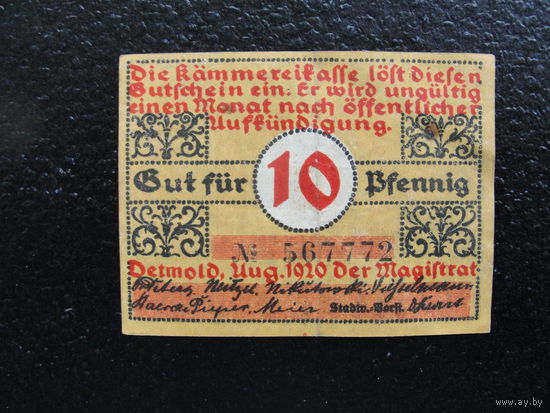 Die Kämmereikasse löst diesen
Gutschein ein. Er wird ungültig
einen Monat nach öffentlicher
Aufkündigung.
Gut für 10 Pfennig
№ 567772
Detmold, Aug. 1920 der Magistrat
Meier Stadtv.-Vorst.
www.ay.by